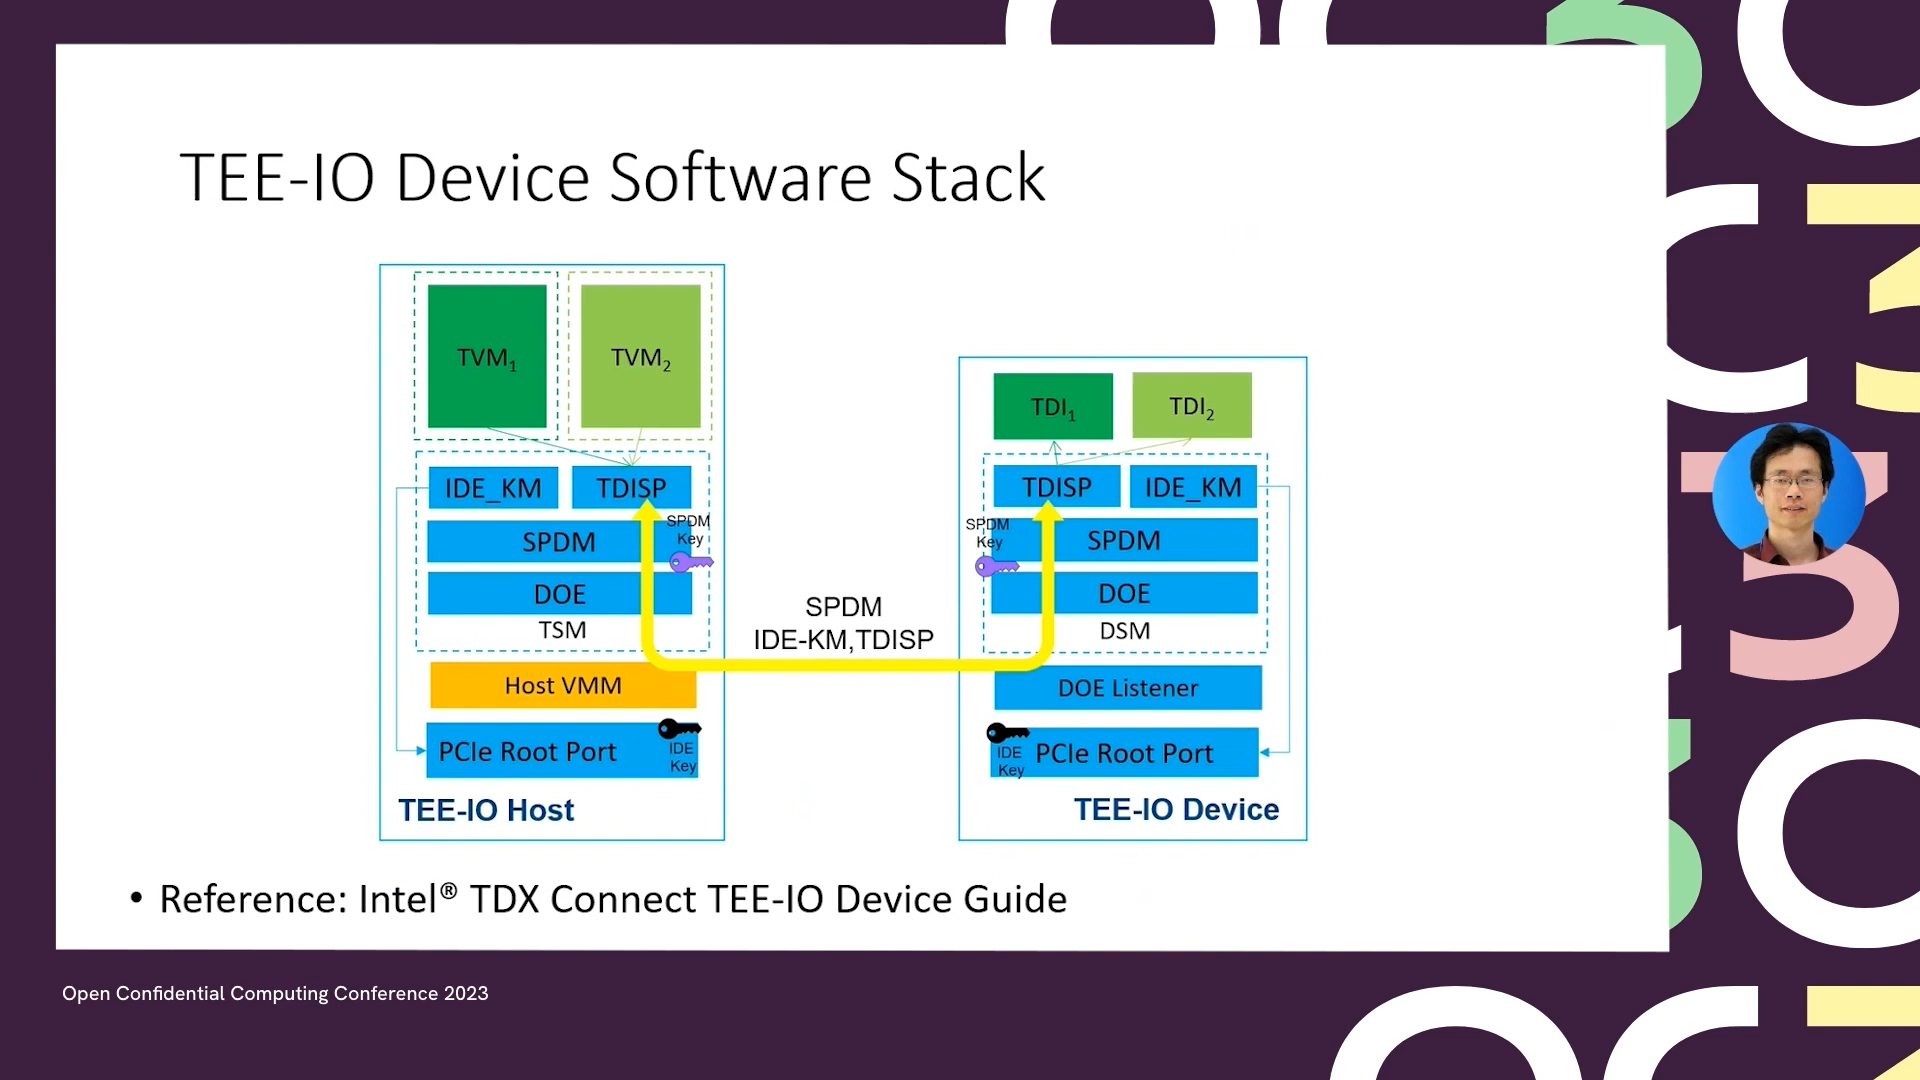 TEE-IO Device Software Stack
TVM1
TVM2
IDE_KM
TDISP
SPDM
SPDM
Key
DOE
TSM
Host VMM
PCIe Root Port
IDE
Key
TEE-IO Host
SPDM
IDE-KM,TDISP
TDI1
TDI2
TDISP
IDE_KM
SPDM
Key
SPDM
DOE
DSM
DOE Listener
IDE
Key
PCIe Root Port
TEE-IO Device
• Reference: Intel® TDX Connect TEE-IO Device Guide
Open Confidential Computing Conference 2023